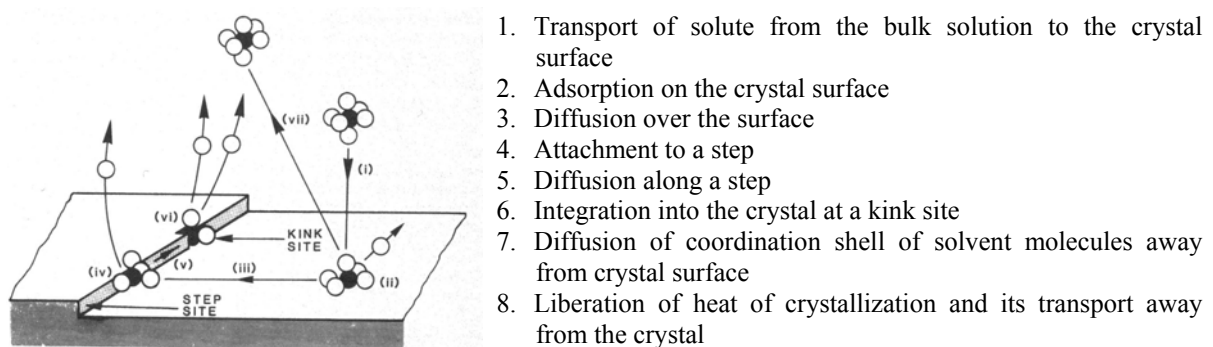 (vii)
(i)
(vi)
KINK
SITE
(iv)
(v)
(iii)
(ii)
STEP
SITE
1. Transport of solute from the bulk solution to the crystal
surface
2. Adsorption on the crystal surface
3. Diffusion over the surface
4. Attachment to a step
5. Diffusion along a step
6. Integration into the crystal at a kink site
7. Diffusion of coordination shell of solvent molecules away
from crystal surface
8. Liberation of heat of crystallization and its transport away
from the crystal